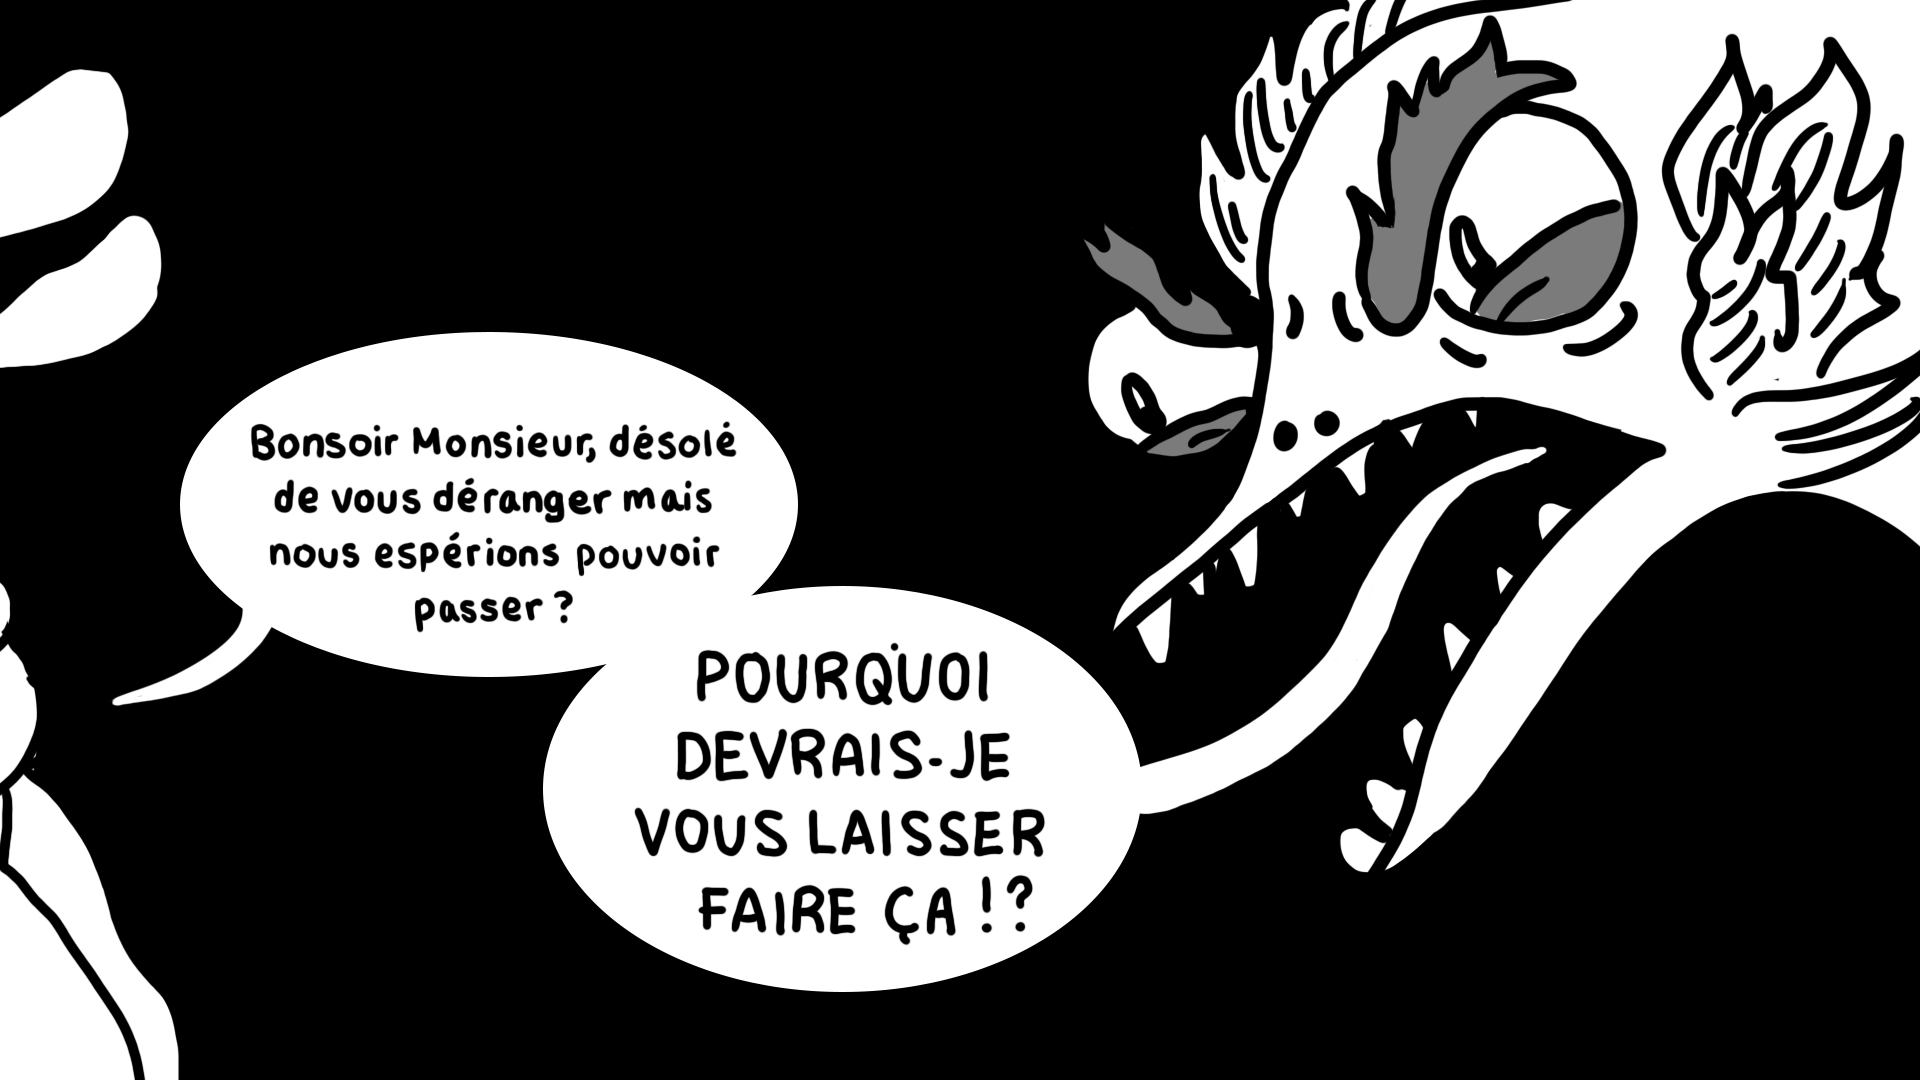 Bonsoir Monsieur, désolé
de vous déranger mais
nous espérions pouvoir
passer ?
POURQUOI
DEVRAIS-JE
VOUS LAISSER
FAIRE ÇA !?